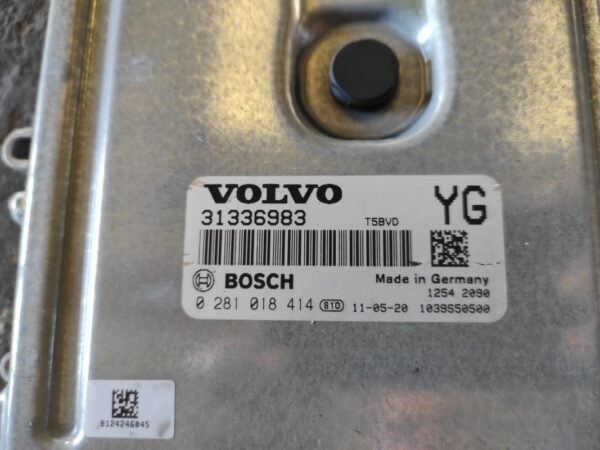 VOLVO YG
31336983 T5BVD
BOSCH Made in Germany
1254 2090
0 281 018 414 81D 11-05-20 1039S50500
8124246845